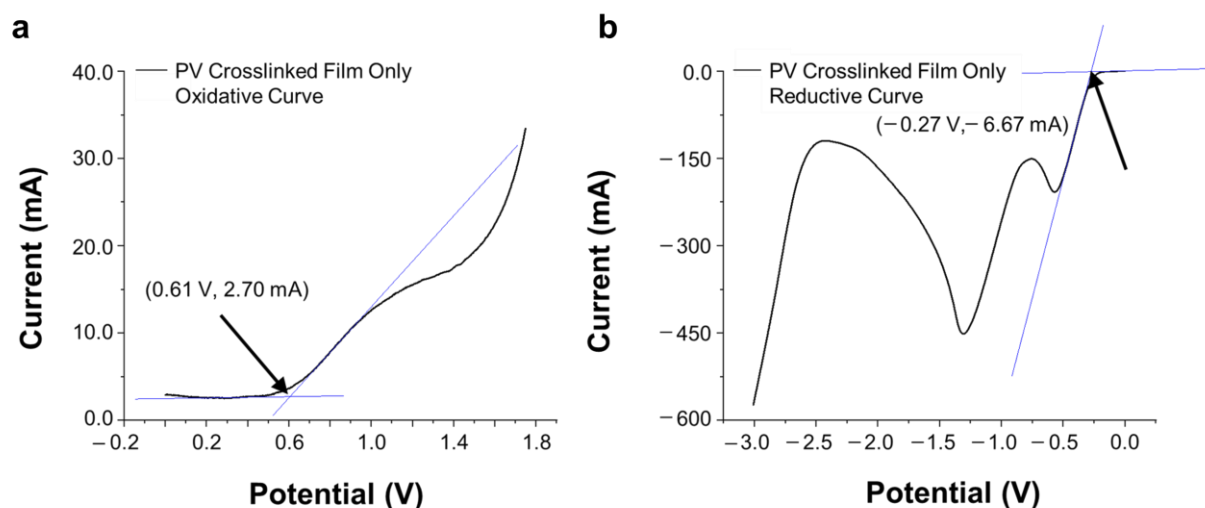 a
PV Crosslinked Film Only
Oxidative Curve
(0.61 V, 2.70 mA)
Current (mA)
40.0
30.0
20.0
10.0
0.0
−0.2
0.2
0.6
1.0
1.4
1.8
Potential (V)
b
PV Crosslinked Film Only
Reductive Curve
(−0.27 V,−6.67 mA)
Current (mA)
0.0
−150
−300
−450
−600
−3.0
−2.5
−2.0
−1.5
−1.0
−0.5
0.0
Potential (V)